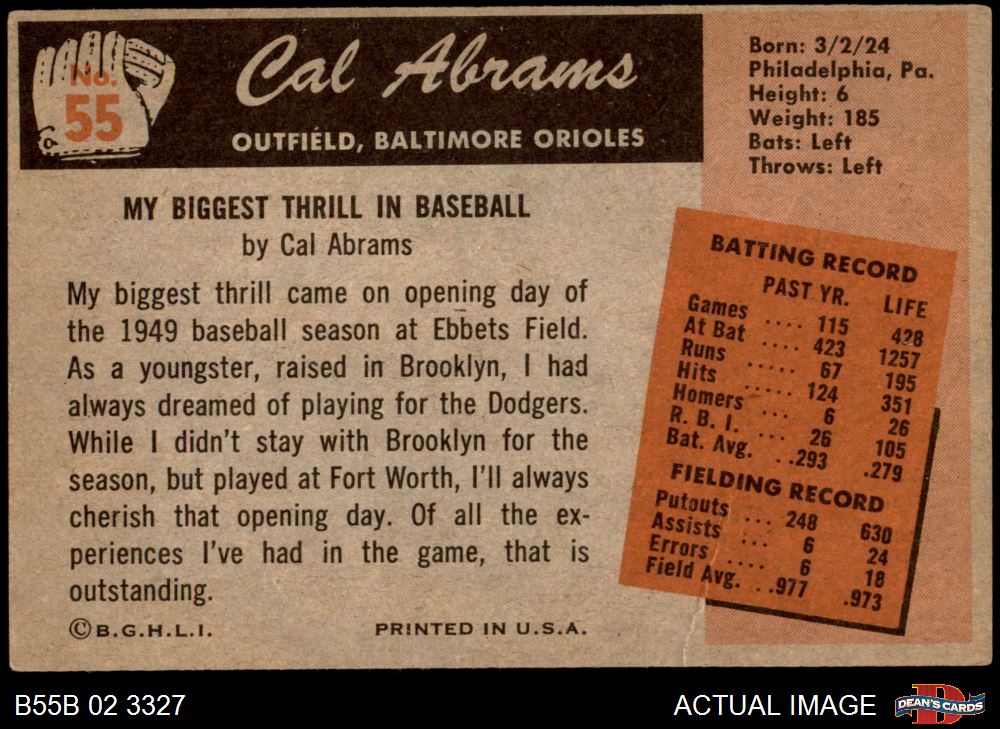 No.
55
Cal Abrams
OUTFIELD, BALTIMORE ORIOLES
Born: 3/2/24
Philadelphia, Pa.
Height: 6
Weight: 185
Bats: Left
Throws: Left
MY BIGGEST THRILL IN BASEBALL
by Cal Abrams
My biggest thrill came on opening day of
the 1949 baseball season at Ebbets Field.
As a youngster, raised in Brooklyn, I had
always dreamed of playing for the Dodgers.
While I didn't stay with Brooklyn for the
season, but played at Fort Worth, I'll always
cherish that opening day. Of all the ex-
periences I've had in the game, that is
outstanding.
©B.G.H.L.I. PRINTED IN U.S.A.
BATTING RECORD
PAST YR. LIFE
Games .... 115 428
At Bat .... 423 1257
Runs ..... 67 195
Hits ..... 124 351
Homers .... 6 26
R. B. I. ... 26 105
Bat. Avg. ..293 .279
FIELDING RECORD
Putouts ... 248 630
Assists ... 6 24
Errors .... 6 18
Field Avg. ..977 .973
B55B 02 3327 ACTUAL IMAGE
DEAN'S CARDS